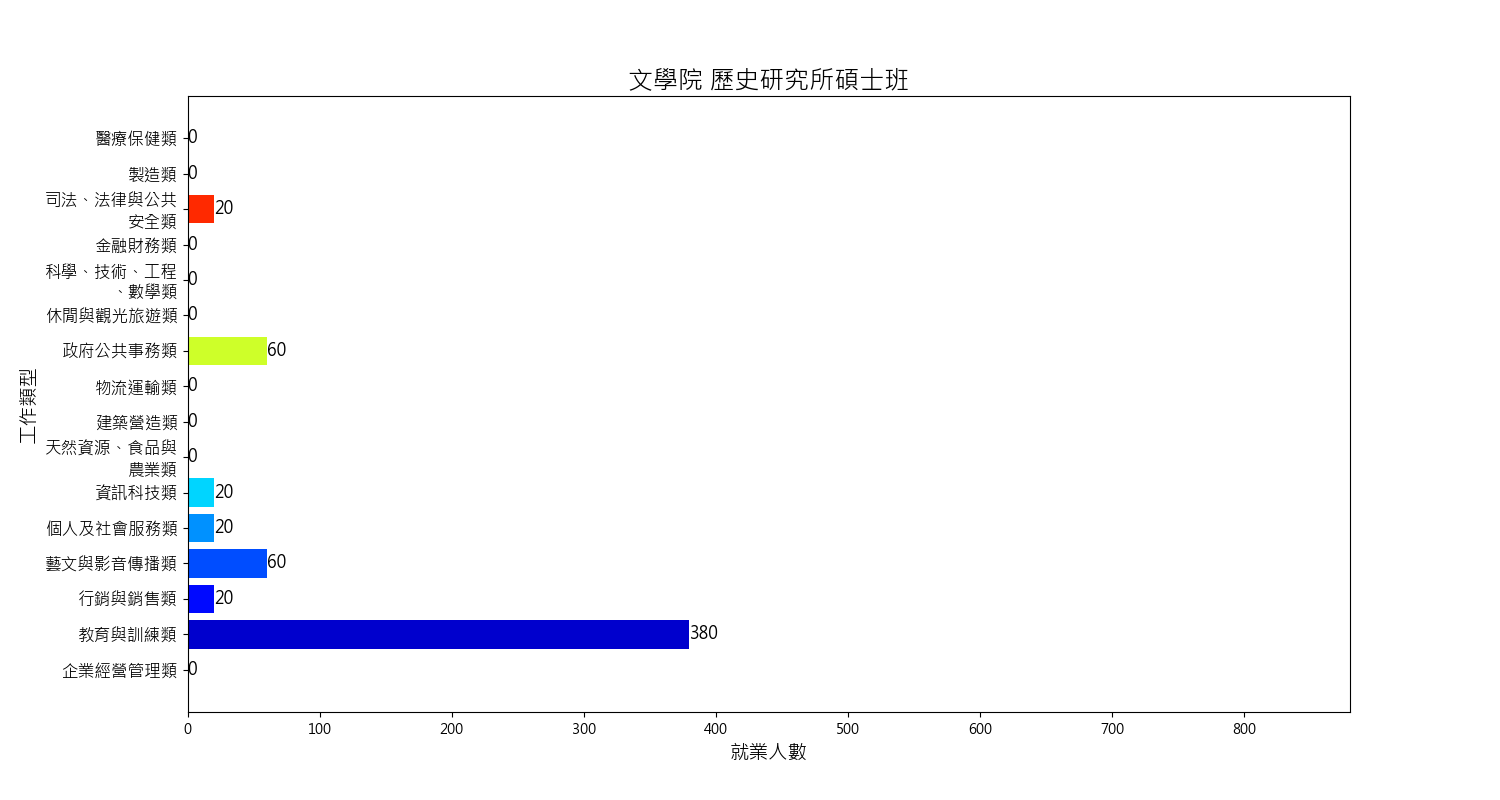 文學院 歷史研究所碩士班
醫療保健類
0
製造類
0
司法、法律與公共
安全類
20
金融財務類
0
科學、技術、工程
、數學類
0
休閒與觀光旅遊類
0
政府公共事務類
60
物流運輸類
0
建築營造類
0
天然資源、食品與
農業類
0
資訊科技類
20
個人及社會服務類
20
藝文與影音傳播類
60
行銷與銷售類
20
教育與訓練類
380
企業經營管理類
0
工作類型
0 100 200 300 400 500 600 700 800
就業人數